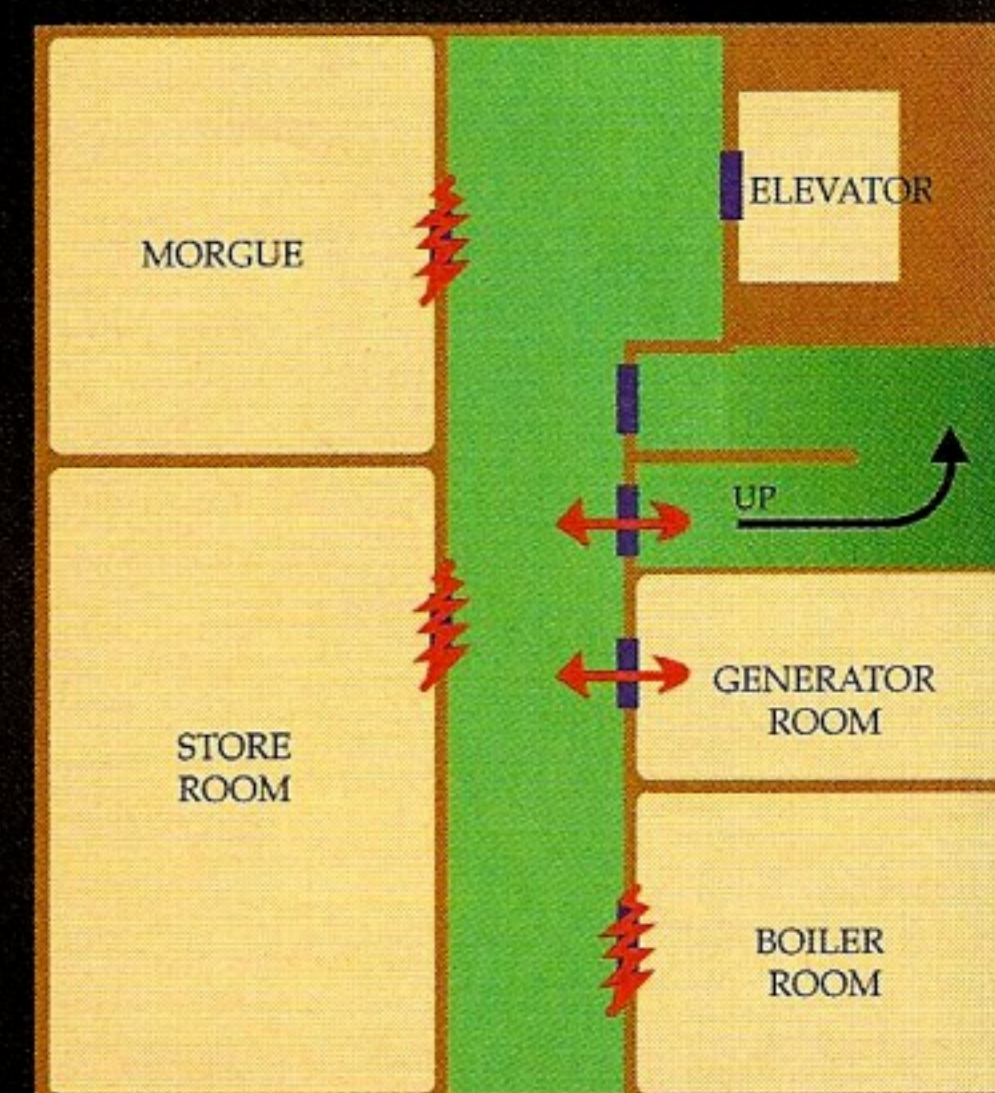 ELEVATOR
MORGUE
UP
GENERATOR
ROOM
STORE
ROOM
BOILER
ROOM